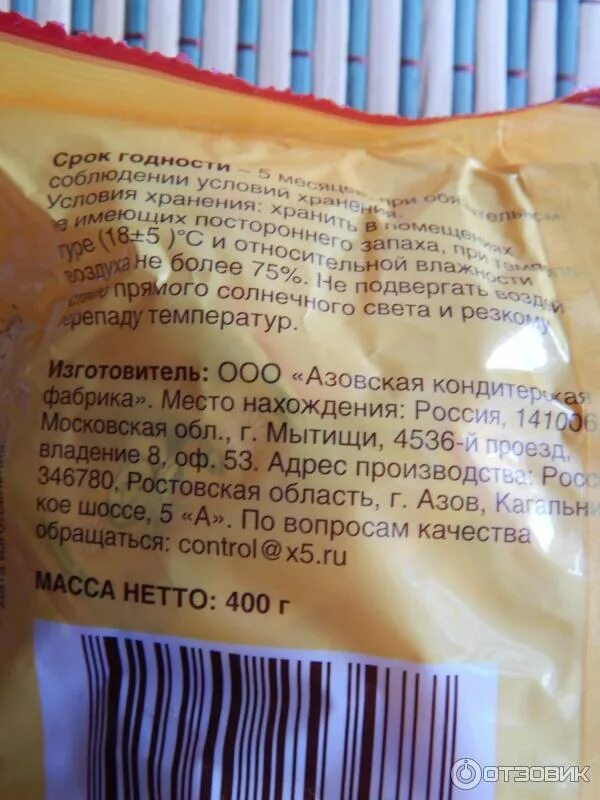 Срок годности – 5 месяцев при обязательном
соблюдении условий хранения.
Условия хранения: хранить в помещениях,
е имеющих постороннего запаха, при темпе
туре (18±5 )°С и относительной влажности
воздуха не более 75%. Не подвергать воздей
ствию прямого солнечного света и резкому
перепаду температур.
Изготовитель: ООО «Азовская кондитерская
фабрика». Место нахождения: Россия, 141006
Московская обл., г. Мытищи, 4536-й проезд,
владение 8, оф. 53. Адрес производства: Росс
346780, Ростовская область, г. Азов, Кагальни
кое шоссе, 5 «А». По вопросам качества
обращаться: control@x5.ru
МАССА НЕТТО: 400 г
ОТЗОВИК